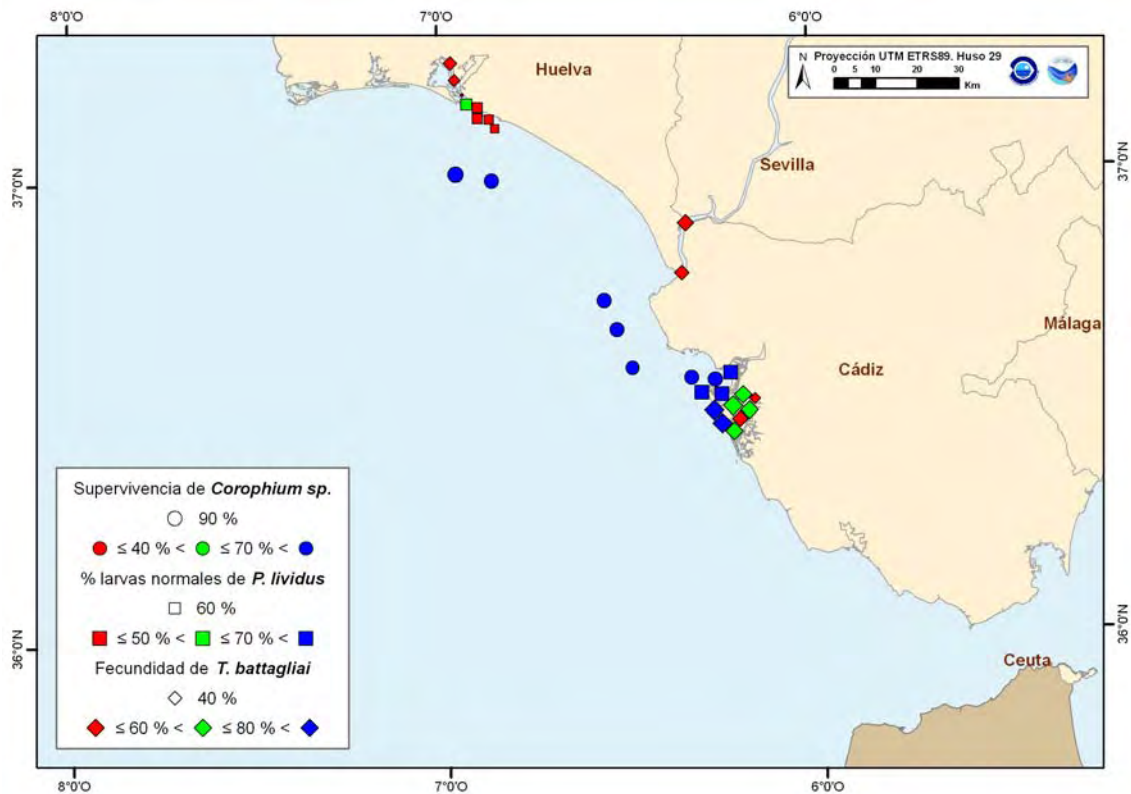 8°0'O 7°0'O 6°0'O
N Proyección UTM ETRS89. Huso 29
0 5 10 20 30
Km
Huelva
Sevilla
37°0'N 37°0'N
Málaga
Cádiz
Supervivencia de Corophium sp.
90 %
≤ 40 % < ≤ 70 % <
% larvas normales de P. lividus
60 %
≤ 50 % < ≤ 70 % <
Fecundidad de T. battagliai
40 %
≤ 60 % < ≤ 80 % <
36°0'N 36°0'N
Ceuta
8°0'O 7°0'O 6°0'O